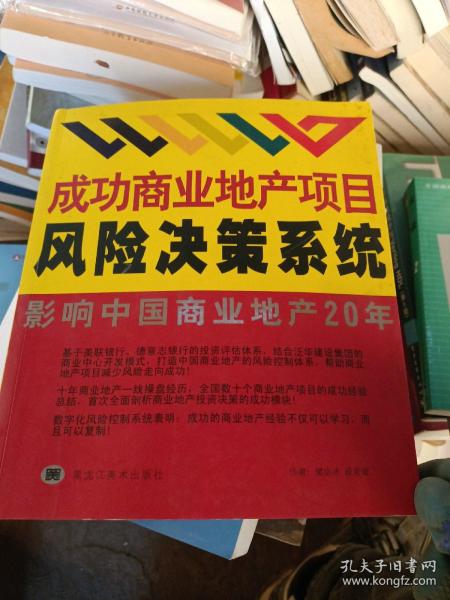 成功商业地产项目
风险决策系统
影响中国商业地产20年
基于美联银行、德意志银行的投资评估体系，结合泛华建设集团的
商业中心开发模式，打造中国商业地产的风险控制体系，帮助商业
地产项目减少风险走向成功！
十年商业地产一线操盘经历，全国数十个商业地产项目的成功经验
总结，首次全面剖析商业地产投资决策的成功模块！
数字化风险控制系统表明：成功的商业地产经验不仅可以学习，而
且可以复制！
黑龙江美术出版社
作者：
孔夫子旧书网
www.kongfz.com